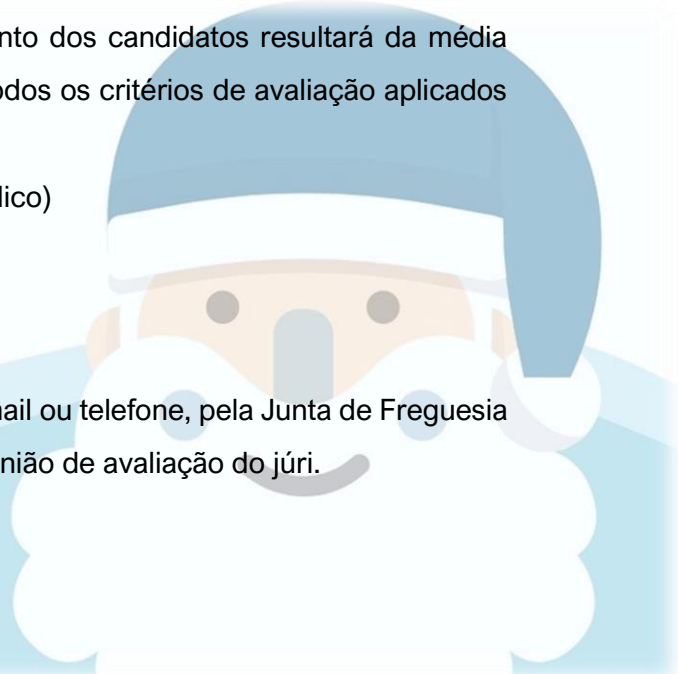 nto dos candidatos resultará da média
odos os critérios de avaliação aplicados
lico)
nail ou telefone, pela Junta de Freguesia
nião de avaliação do júri.